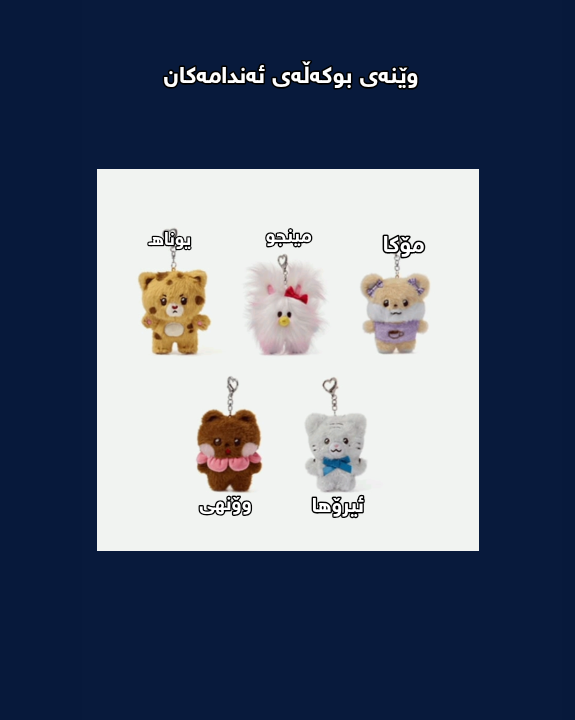 وێنەی بوکەڵەی ئەندامەکان
مۆکا
مینجو
یوناهـ
ئیرۆها
وۆنهی